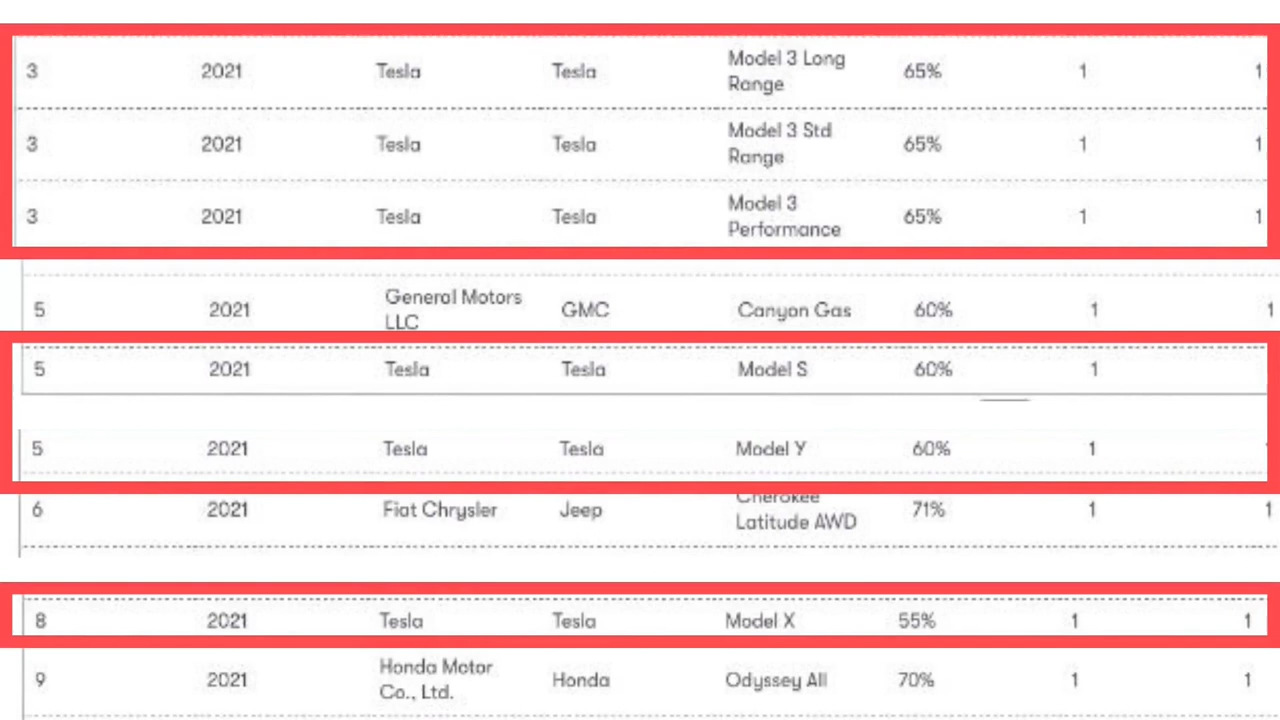 3 2021 Tesla Tesla Model 3 Long Range 65% 1 1
3 2021 Tesla Tesla Model 3 Std Range 65% 1 1
3 2021 Tesla Tesla Model 3 Performance 65% 1 1
5 2021 General Motors LLC GMC Canyon Gas 60% 1 1
5 2021 Tesla Tesla Model S 60% 1
5 2021 Tesla Tesla Model Y 60% 1
6 2021 Fiat Chrysler Jeep Cherokee Latitude AWD 71% 1 1
8 2021 Tesla Tesla Model X 55% 1 1
9 2021 Honda Motor Co., Ltd. Honda Odyssey All 70% 1 1